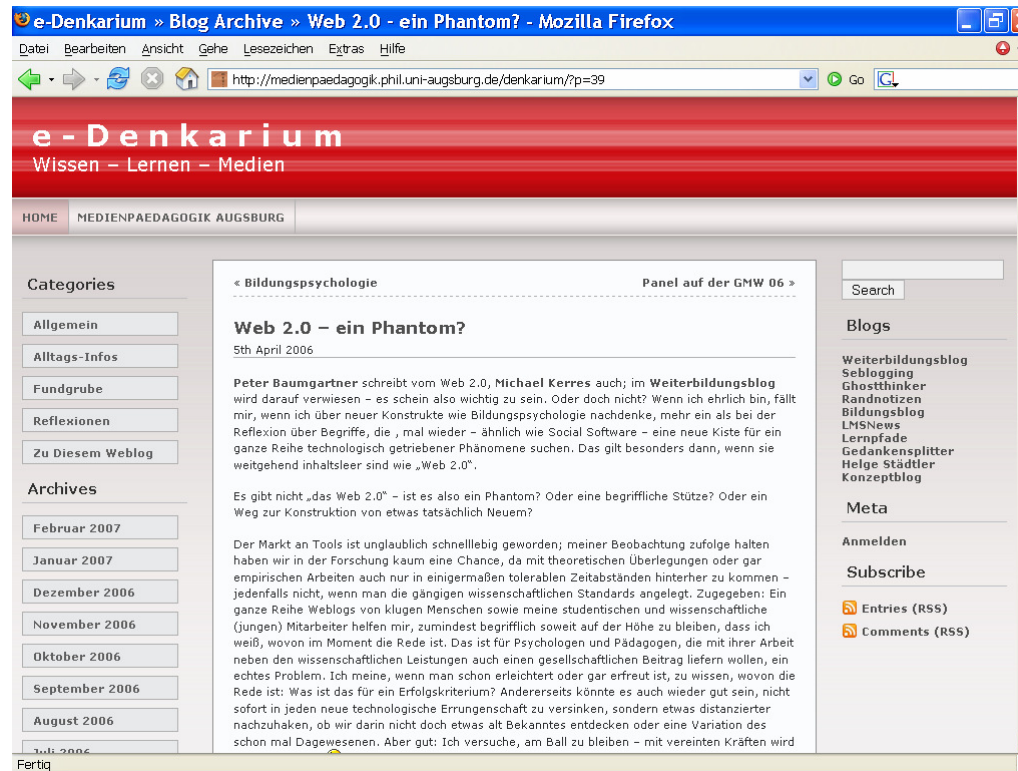 e-Denkarium » Blog Archive » Web 2.0 - ein Phantom? - Mozilla Firefox
Datei Bearbeiten Ansicht Gehe Lesezeichen Extras Hilfe
http://medienpaedagogik.phil.uni-augsburg.de/denkarium/?p=39
Go
G
e-Denkarium
Wissen – Lernen – Medien
HOME MEDIENPAEDAGOGIK AUGSBURG
Categories
Allgemein
Alltags-Infos
Fundgrube
Reflexionen
Zu Diesem Weblog
Archives
Februar 2007
Januar 2007
Dezember 2006
November 2006
Oktober 2006
September 2006
August 2006
Juli 2006
« Bildungspsychologie Panel auf der GMW 06 »
Web 2.0 – ein Phantom?
5th April 2006
Peter Baumgartner schreibt vom Web 2.0, Michael Kerres auch; im Weiterbildungsblog
wird darauf verwiesen – es schein also wichtig zu sein. Oder doch nicht? Wenn ich ehrlich bin, fällt
mir, wenn ich über neuer Konstrukte wie Bildungspsychologie nachdenke, mehr ein als bei der
Reflexion über Begriffe, die , mal wieder – ähnlich wie Social Software – eine neue Kiste für ein
ganze Reihe technologisch getriebener Phänomene suchen. Das gilt besonders dann, wenn sie
weitgehend inhaltsleer sind wie „Web 2.0“.
Es gibt nicht „das Web 2.0“ – ist es also ein Phantom? Oder eine begriffliche Stütze? Oder ein
Weg zur Konstruktion von etwas tatsächlich Neuem?
Der Markt an Tools ist unglaublich schnelllebig geworden; meiner Beobachtung zufolge halten
haben wir in der Forschung kaum eine Chance, da mit theoretischen Überlegungen oder gar
empirischen Arbeiten auch nur in einigermaßen tolerablen Zeitabständen hinterher zu kommen –
jedenfalls nicht, wenn man die gängigen wissenschaftlichen Standards angelegt. Zugegeben: Ein
ganze Reihe Weblogs von klugen Menschen sowie meine studentischen und wissenschaftliche
(jungen) Mitarbeiter helfen mir, zumindest begrifflich soweit auf der Höhe zu bleiben, dass ich
weiß, wovon im Moment die Rede ist. Das ist für Psychologen und Pädagogen, die mit ihrer Arbeit
neben den wissenschaftlichen Leistungen auch einen gesellschaftlichen Beitrag liefern wollen, ein
echtes Problem. Ich meine, wenn man schon erleichtert oder gar erfreut ist, zu wissen, wovon die
Rede ist: Was ist das für ein Erfolgskriterium? Andererseits könnte es auch wieder gut sein, nicht
sofort in jeden neue technologische Errungenschaft zu versinken, sondern etwas distanzierter
nachzuhaken, ob wir darin nicht doch etwas alt Bekanntes entdecken oder eine Variation des
schon mal Dagewesenen. Aber gut: Ich versuche, am Ball zu bleiben – mit vereinten Kräften wird
Search
Blogs
Weiterbildungsblog
Seblogging
Ghostthinker
Randnotizen
Bildungsblog
LMSNews
Lernpfade
Gedankensplitter
Helge Städtler
Konzeptblog
Meta
Anmelden
Subscribe
Entries (RSS)
Comments (RSS)
Fertig